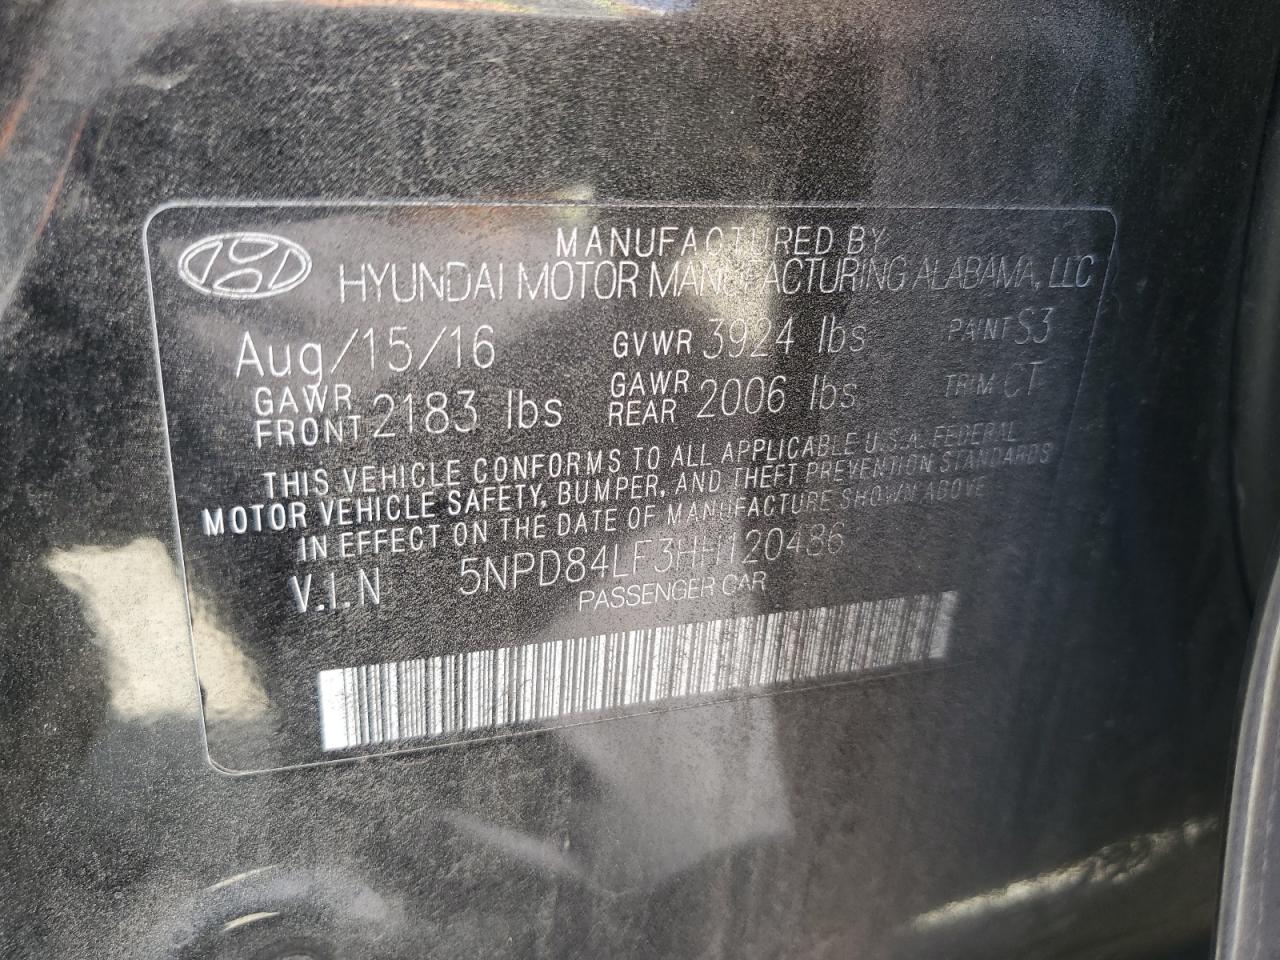 MANUFACTURED BY
HYUNDAI MOTOR MANUFACTURING ALABAMA, LLC
Aug/15/16 GVWR 3924 lbs PAINT S3
GAWR FRONT 2183 lbs GAWR REAR 2006 lbs TRIM CT
THIS VEHICLE CONFORMS TO ALL APPLICABLE U.S.A. FEDERAL
MOTOR VEHICLE SAFETY, BUMPER, AND THEFT PREVENTION STANDARDS
IN EFFECT ON THE DATE OF MANUFACTURE SHOWN ABOVE
V.I.N 5NPD84LF3HH120486
PASSENGER CAR